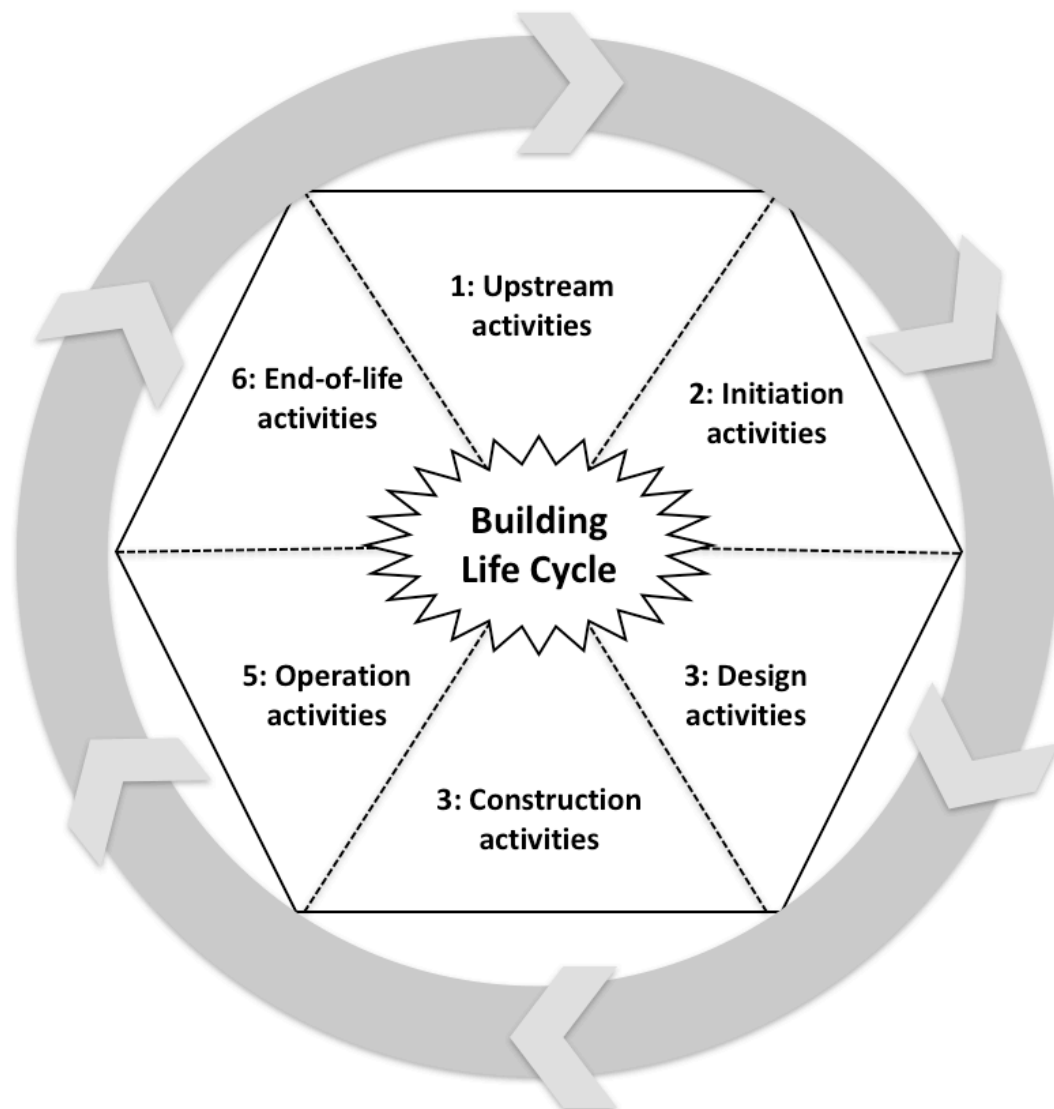 1: Upstream
activities
2: Initiation
activities
3: Design
activities
3: Construction
activities
5: Operation
activities
6: End-of-life
activities
Building
Life Cycle